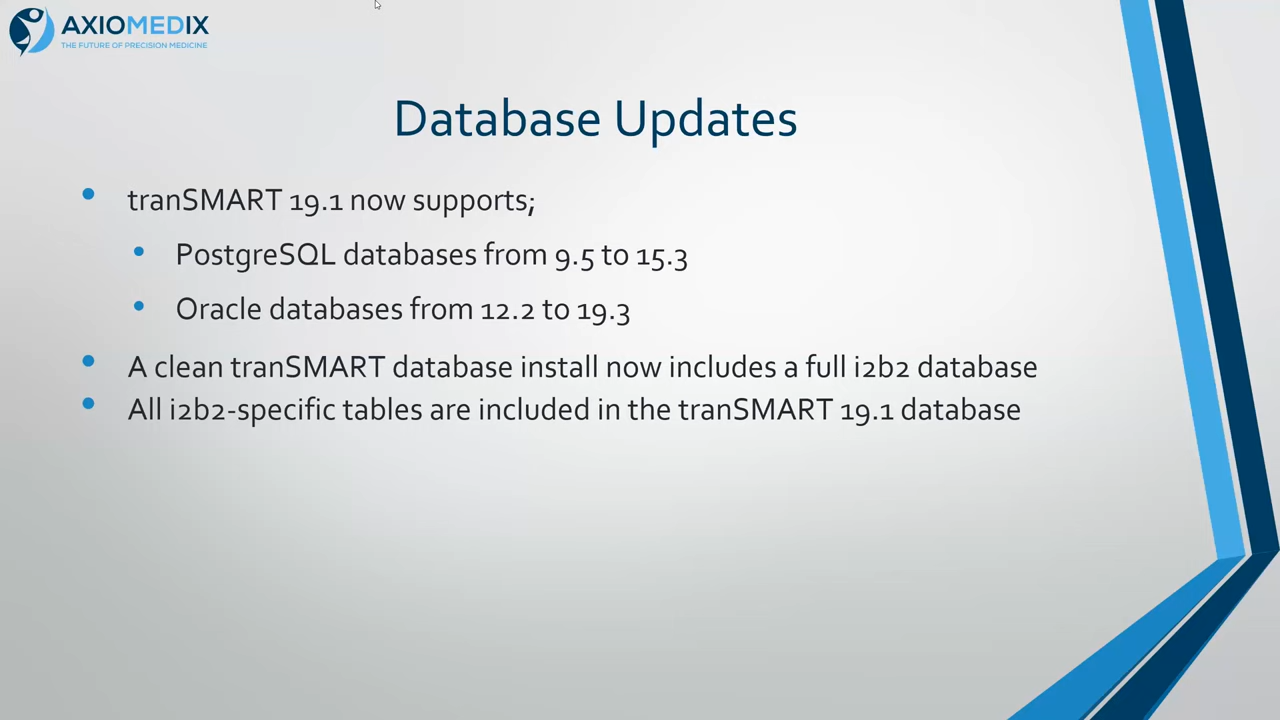 AXIOMEDIX
THE FUTURE OF PRECISION MEDICINE
Database Updates
• tranSMART 19.1 now supports;
• PostgreSQL databases from 9.5 to 15.3
• Oracle databases from 12.2 to 19.3
• A clean tranSMART database install now includes a full i2b2 database
• All i2b2-specific tables are included in the tranSMART 19.1 database